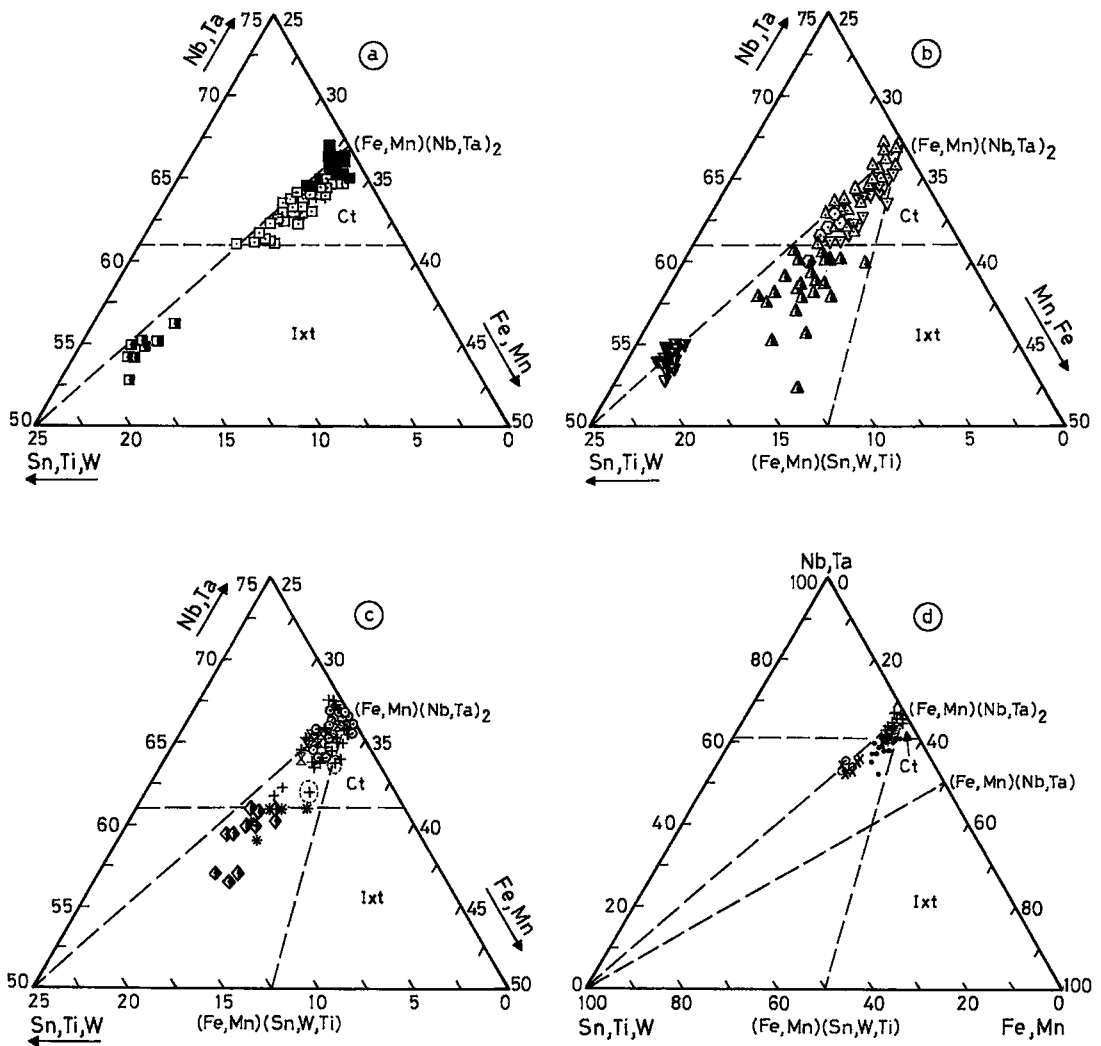 75 25
Nb,Ta
a
70 30
(Fe,Mn)(Nb,Ta)2
65 35
Ct
60 40
Ixt
Fe,Mn
55 45
50 50
25 20 15 10 0
Sn,Ti,W
75 25
Nb,Ta
b
70 30
(Fe,Mn)(Nb,Ta)2
65 35
Ct
60 40
Mn,Fe
Ixt
55 45
50 50
25 20 15 10 0
Sn,Ti,W (Fe,Mn)(Sn,W,Ti)
75 25
Nb,Ta
c
70 30
(Fe,Mn)(Nb,Ta)2
65 35
Ct
60 40
Ixt
Fe,Mn
55 45
50 50
25 20 15 10 0
Sn,Ti,W (Fe,Mn)(Sn,W,Ti)
Nb,Ta
100 0
d
80 20
(Fe,Mn)(Nb,Ta)2
60 40
Ct
(Fe,Mn)(Nb,Ta)
40 60
Ixt
20 80
0 100
100 80 60 40 20 0
Sn,Ti,W (Fe,Mn)(Sn,W,Ti) Fe,Mn